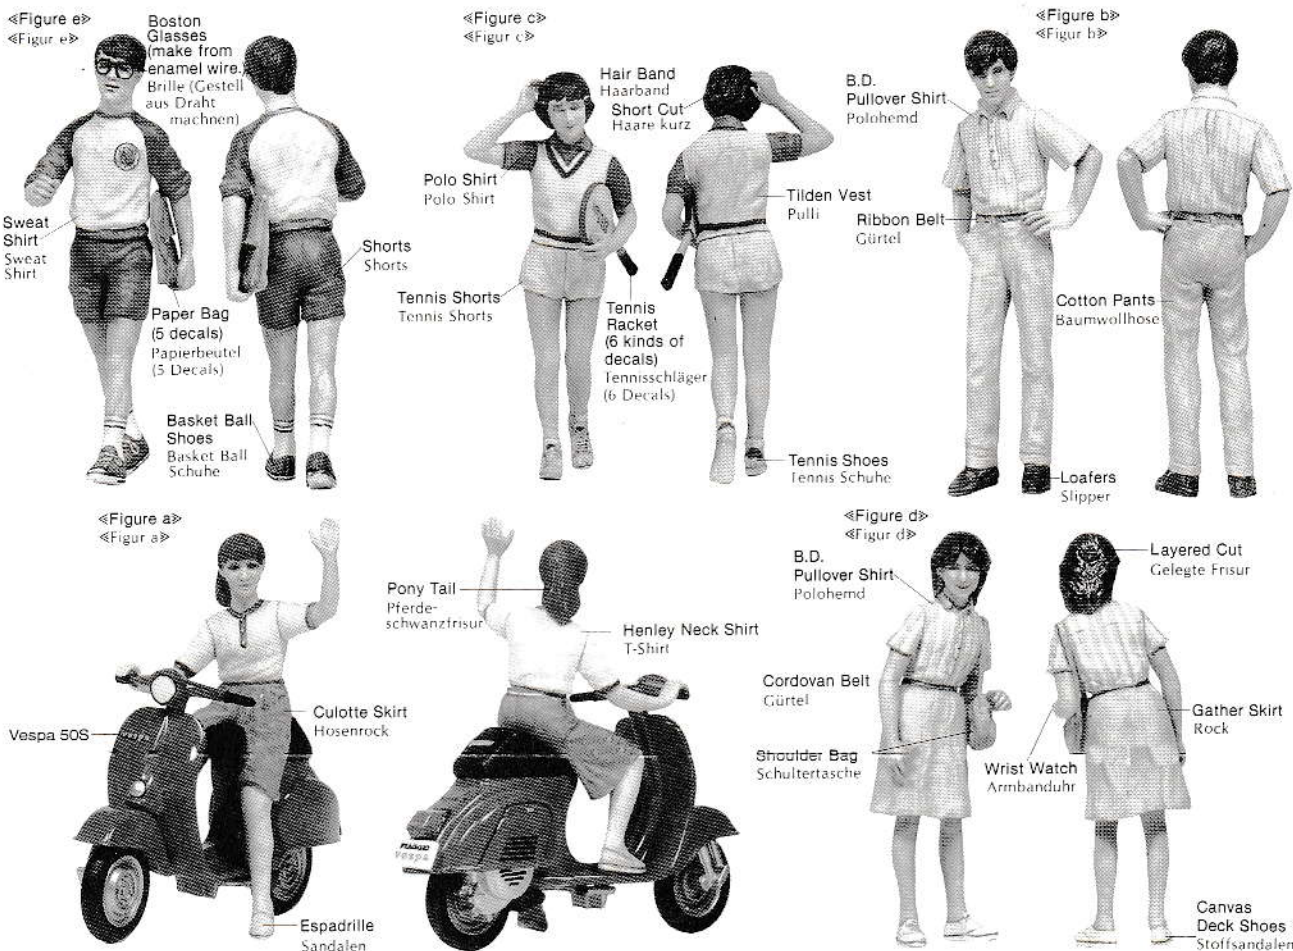 ≪Figure e≫
≪Figur e≫
Boston
Glasses
(make from
enamel wire.)
Brille (Gestell
aus Draht
machnen)
Sweat
Shirt
Sweat
Shirt
Shorts
Shorts
Paper Bag
(5 decals)
Papierbeutel
(5 Decals)
Basket Ball
Shoes
Basket Ball
Schuhe
≪Figure c≫
≪Figur c≫
Hair Band
Haarband
Short Cut
Haare kurz
Polo Shirt
Polo Shirt
Tilden Vest
Pulli
Tennis Shorts
Tennis Shorts
Tennis
Racket
(6 kinds of
decals)
Tennisschläger
(6 Decals)
Tennis Shoes
Tennis Schuhe
≪Figure b≫
≪Figur b≫
B.D.
Pullover Shirt
Polohemd
Ribbon Belt
Gürtel
Cotton Pants
Baumwollhose
Loafers
Slipper
≪Figure a≫
≪Figur a≫
Pony Tail
Pferde-
schwanzfrisur
Henley Neck Shirt
T-Shirt
Culotte Skirt
Hosenrock
Vespa 50S
Espadrille
Sandalen
PIAGGIO
Vespa
≪Figure d≫
≪Figur d≫
B.D.
Pullover Shirt
Polohemd
Layered Cut
Gelegte Frisur
Cordovan Belt
Gürtel
Shoulder Bag
Schultertasche
Wrist Watch
Armbanduhr
Gather Skirt
Rock
Canvas
Deck Shoes
Stoffsandalen